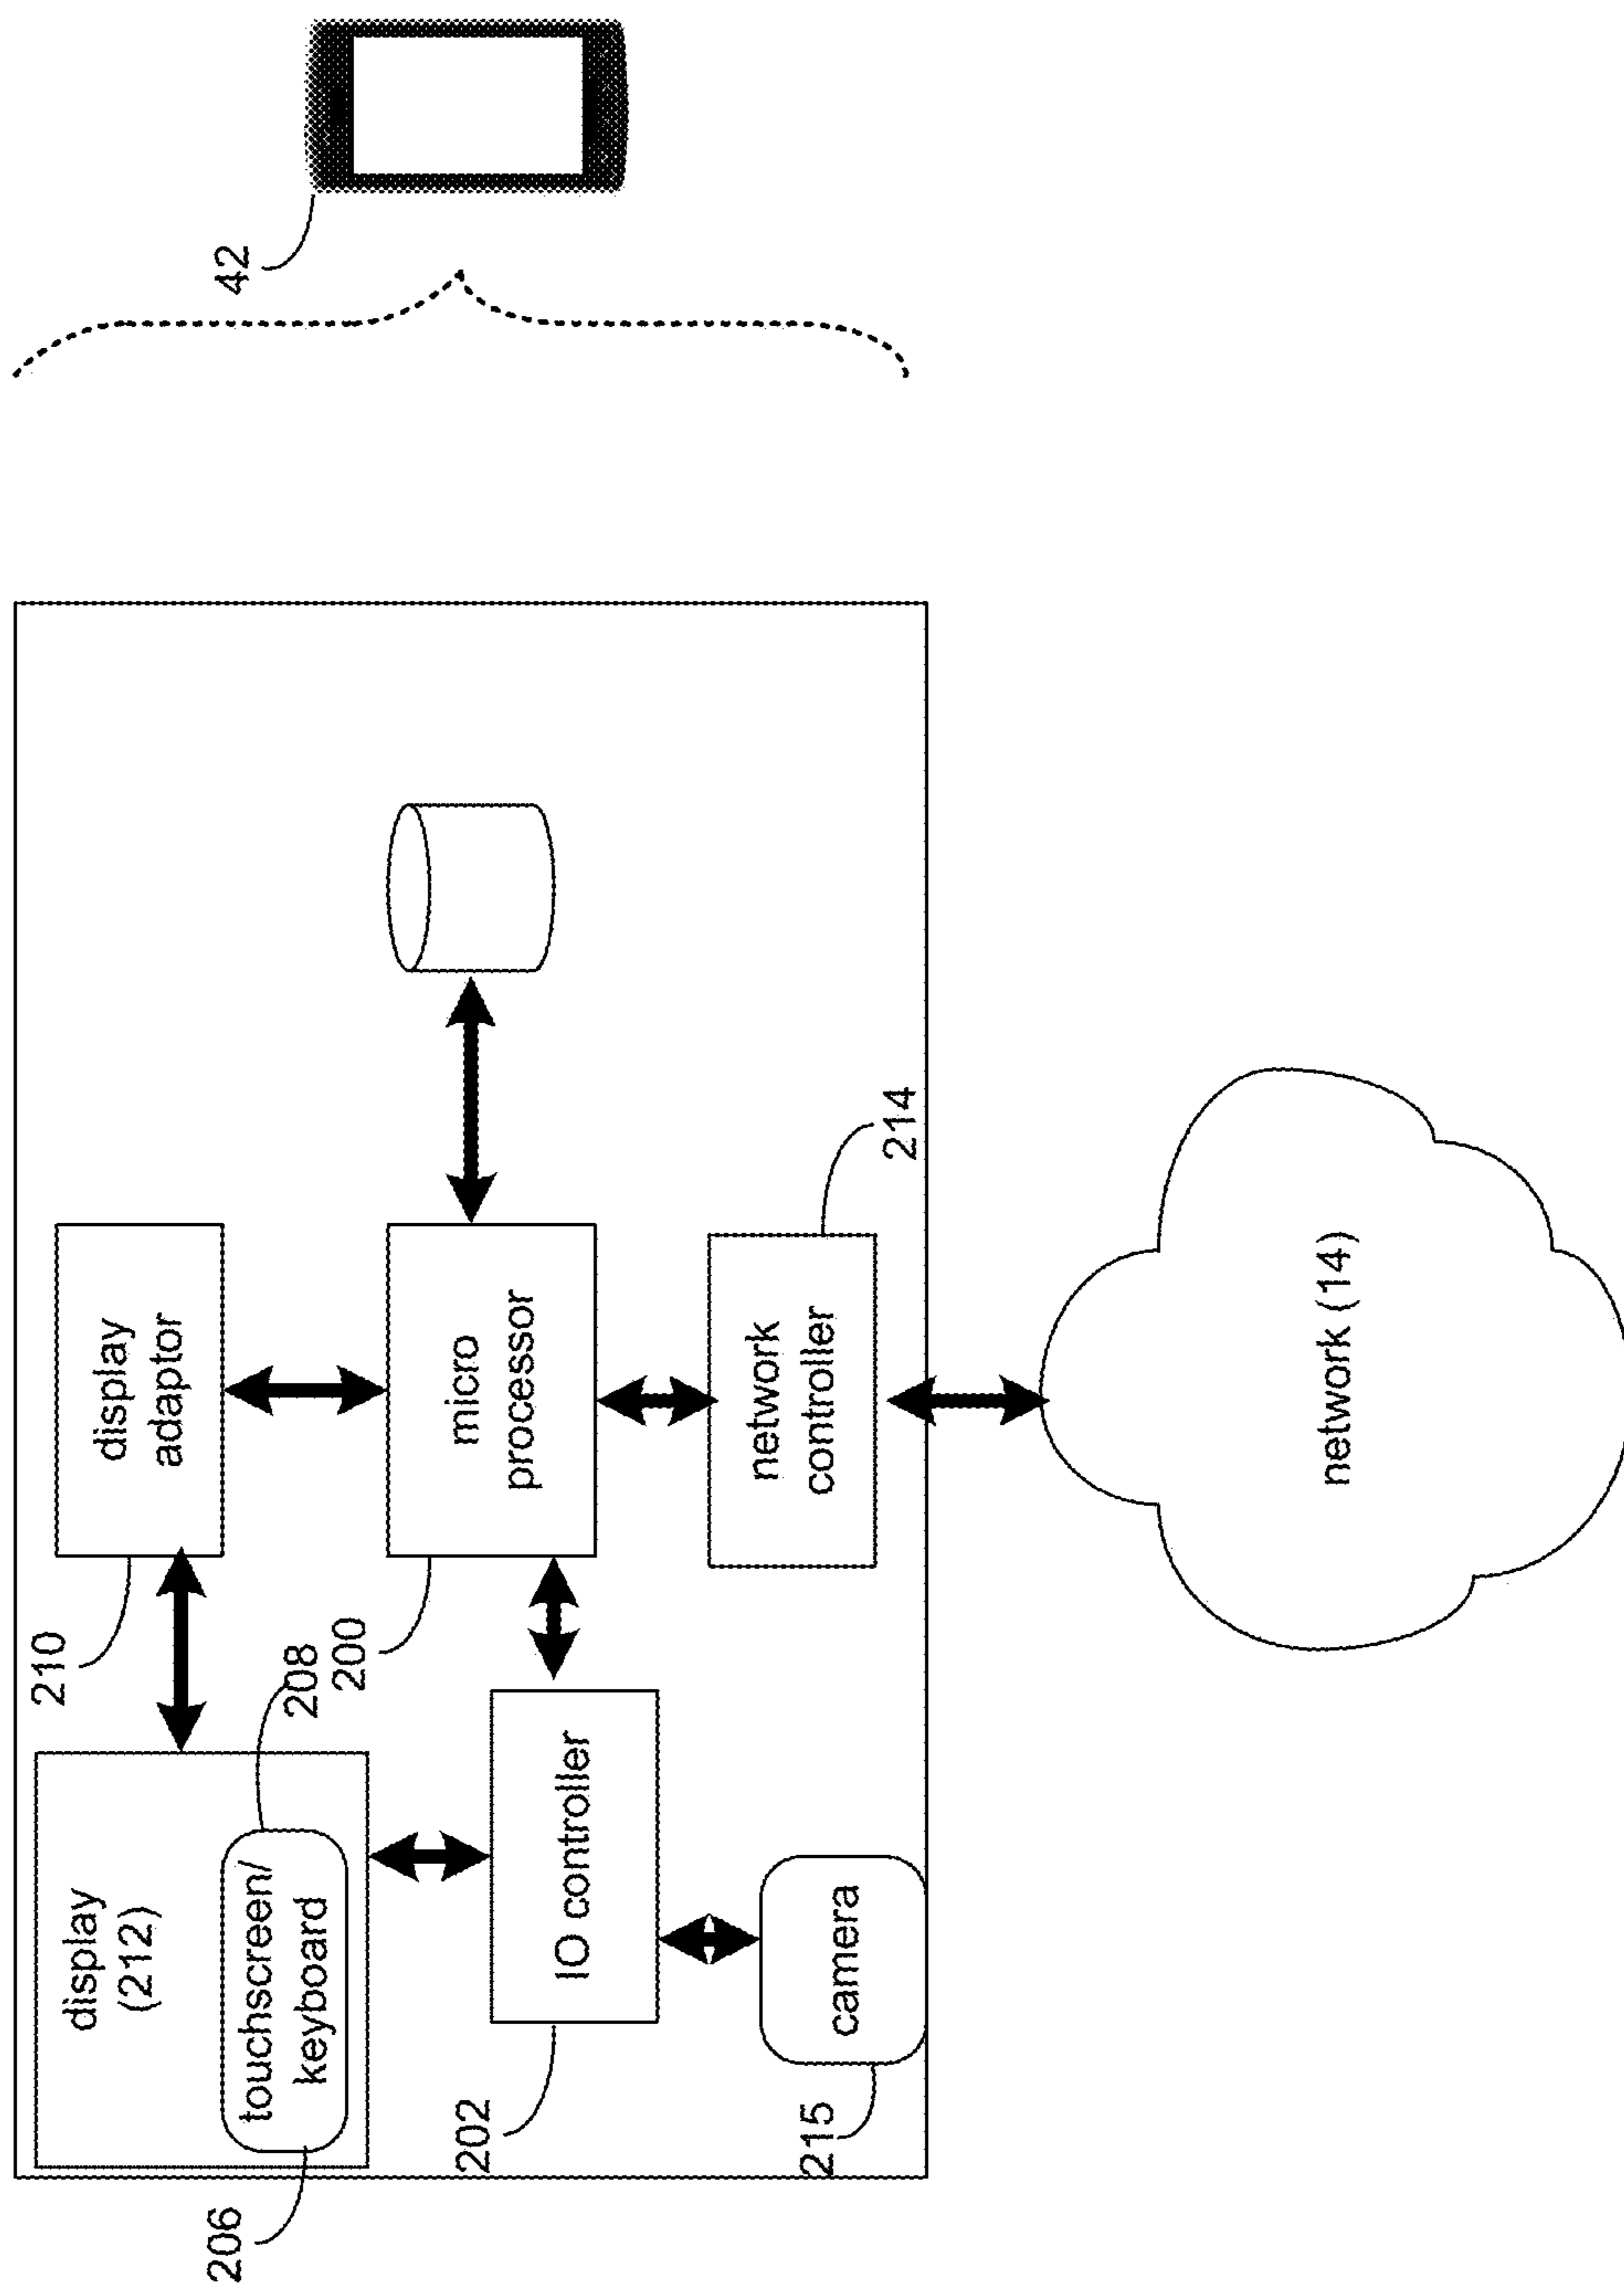 210
display
(212)
display
adaptor
206
touchscreen/
keyboard
208
42
200
micro
processor
202
IO controller
network
controller
215
camera
214
network (14)